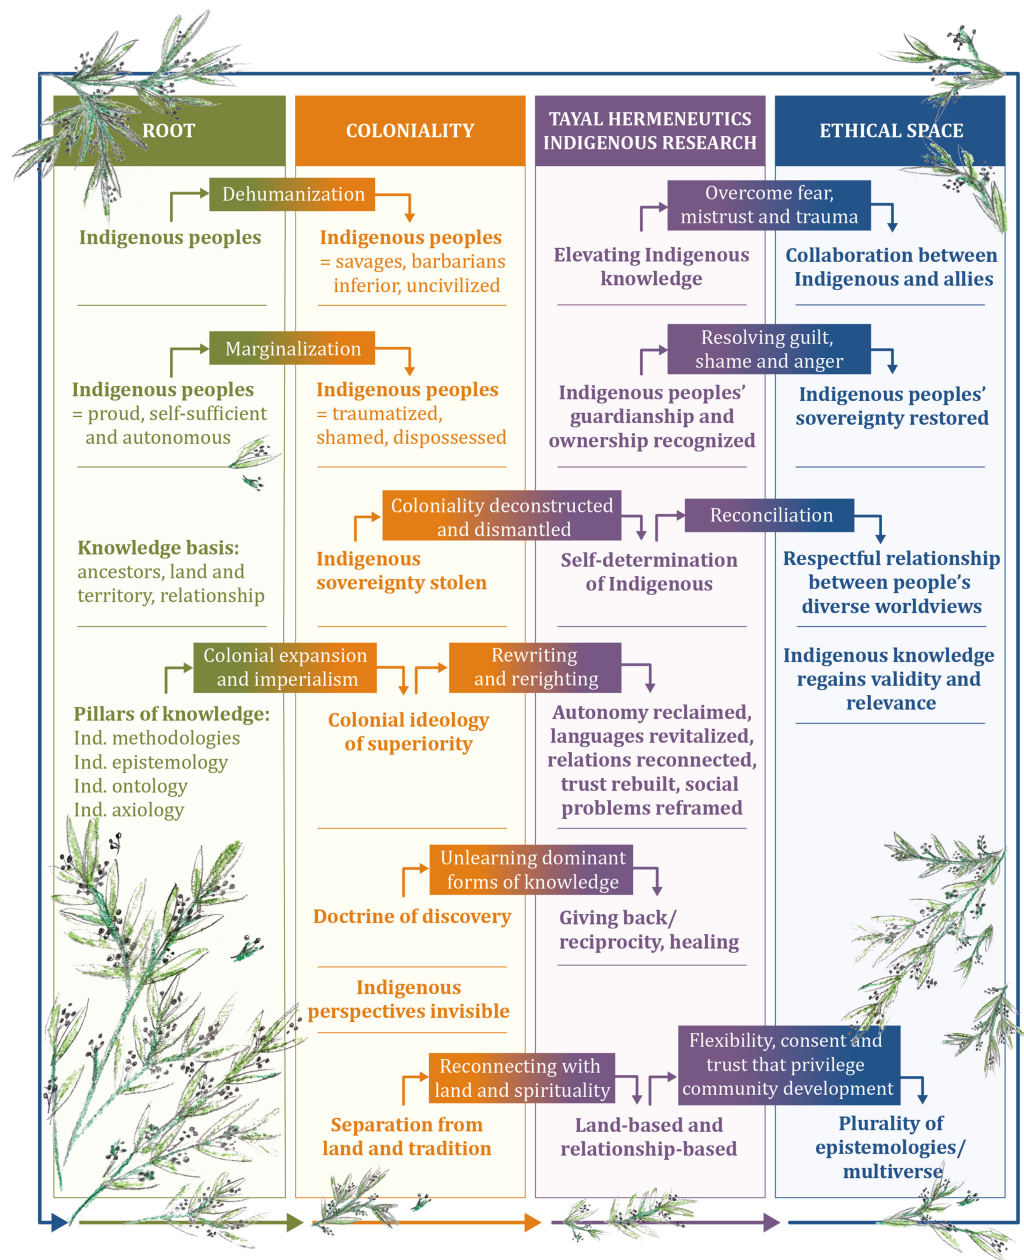 ROOT
COLONIALITY
TAYAL HERMENEUTICS
INDIGENOUS RESEARCH
ETHICAL SPACE
Dehumanization
Indigenous peoples
Indigenous peoples
= savages, barbarians
inferior, uncivilized
Overcome fear,
mistrust and trauma
Elevating Indigenous
knowledge
Collaboration between
Indigenous and allies
Marginalization
Indigenous peoples
= proud, self-sufficient
and autonomous
Indigenous peoples
= traumatized,
shamed, dispossessed
Resolving guilt,
shame and anger
Indigenous peoples’
guardianship and
ownership recognized
Indigenous peoples’
sovereignty restored
Knowledge basis:
ancestors, land and
territory, relationship
Coloniality deconstructed
and dismantled
Indigenous
sovereignty stolen
Self-determination
of Indigenous
Reconciliation
Respectful relationship
between people’s
diverse worldviews
Colonial expansion
and imperialism
Pillars of knowledge:
Ind. methodologies
Ind. epistemology
Ind. ontology
Ind. axiology
Colonial ideology
of superiority
Rewriting
and rerighting
Autonomy reclaimed,
languages revitalized,
relations reconnected,
trust rebuilt, social
problems reframed
Indigenous knowledge
regains validity and
relevance
Unlearning dominant
forms of knowledge
Doctrine of discovery
Giving back/
reciprocity, healing
Indigenous
perspectives invisible
Reconnecting with
land and spirituality
Separation from
land and tradition
Land-based and
relationship-based
Flexibility, consent and
trust that privilege
community development
Plurality of
epistemologies/
multiverse